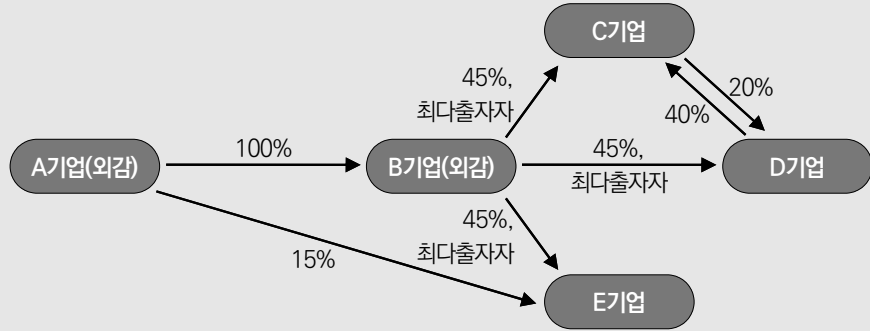 C기업
45%,
최다출자자
20%
40%
A기업(외감)
100%
B기업(외감)
45%,
최다출자자
D기업
45%,
최다출자자
15%
E기업